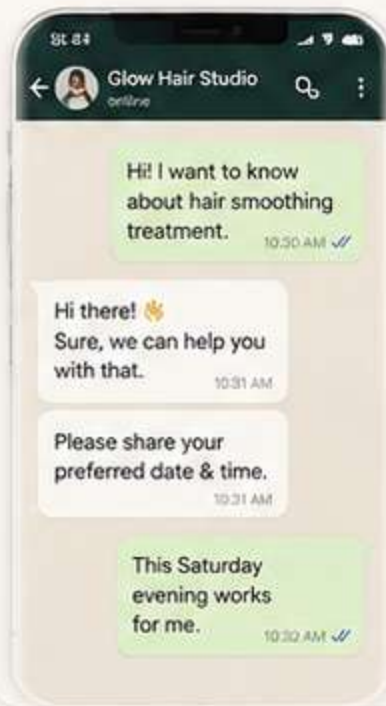 Glow Hair Studio
online
Hi! I want to know
about hair smoothing
treatment.
10:30 AM
Hi there! 👋
Sure, we can help you
with that.
10:31 AM
Please share your
preferred date & time.
10:31 AM
This Saturday
evening works
for me.
10:30 AM